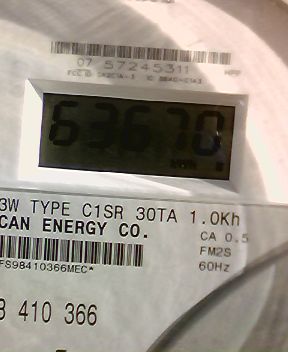 07 57245311
63670
3W TYPE C1SR 30TA 1.0Kh
CAN ENERGY CO.
CA 0.5
FM2S
FS98410366MEC*
60Hz
3 410 366